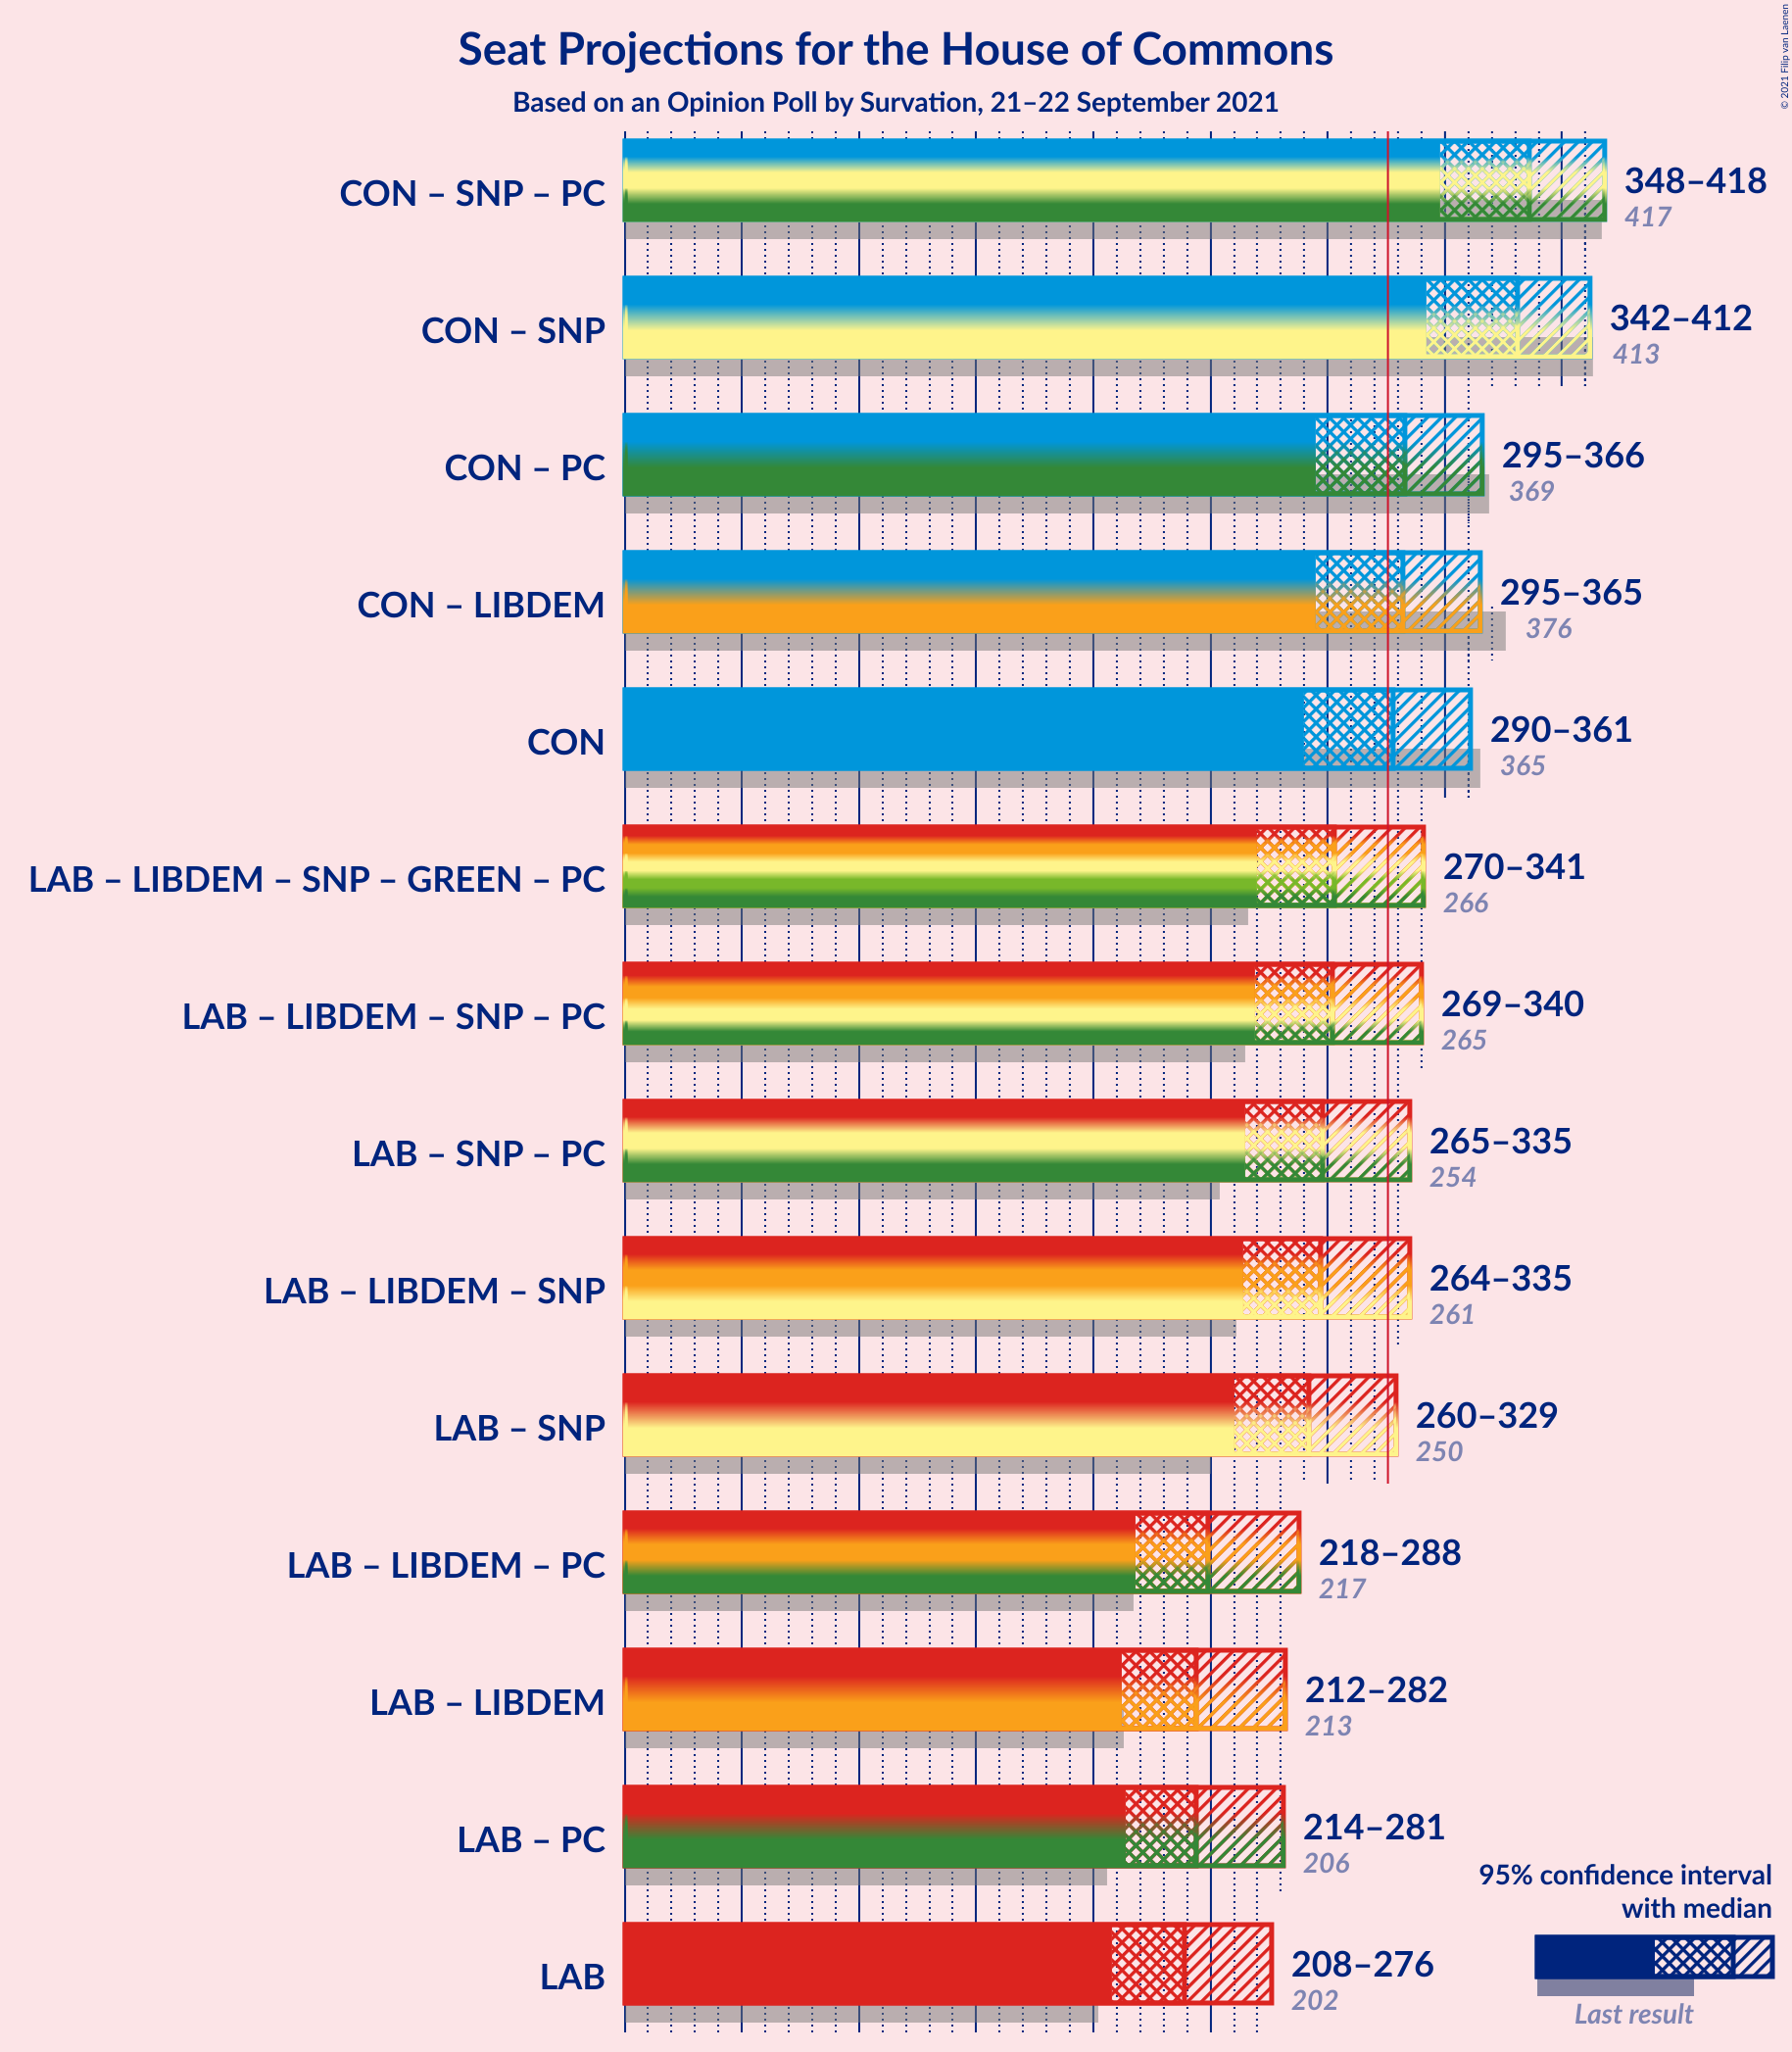 Seat Projections for the House of Commons
Based on an Opinion Poll by Survation, 21–22 September 2021
© 2021 Filip van Laenen
CON – SNP – PC
348–418
417
CON – SNP
342–412
413
CON – PC
295–366
369
CON – LIBDEM
295–365
376
CON
290–361
365
LAB – LIBDEM – SNP – GREEN – PC
270–341
266
LAB – LIBDEM – SNP – PC
269–340
265
LAB – SNP – PC
265–335
254
LAB – LIBDEM – SNP
264–335
261
LAB – SNP
260–329
250
LAB – LIBDEM – PC
218–288
217
LAB – LIBDEM
212–282
213
LAB – PC
214–281
206
LAB
208–276
202
95% confidence interval
with median
Last result